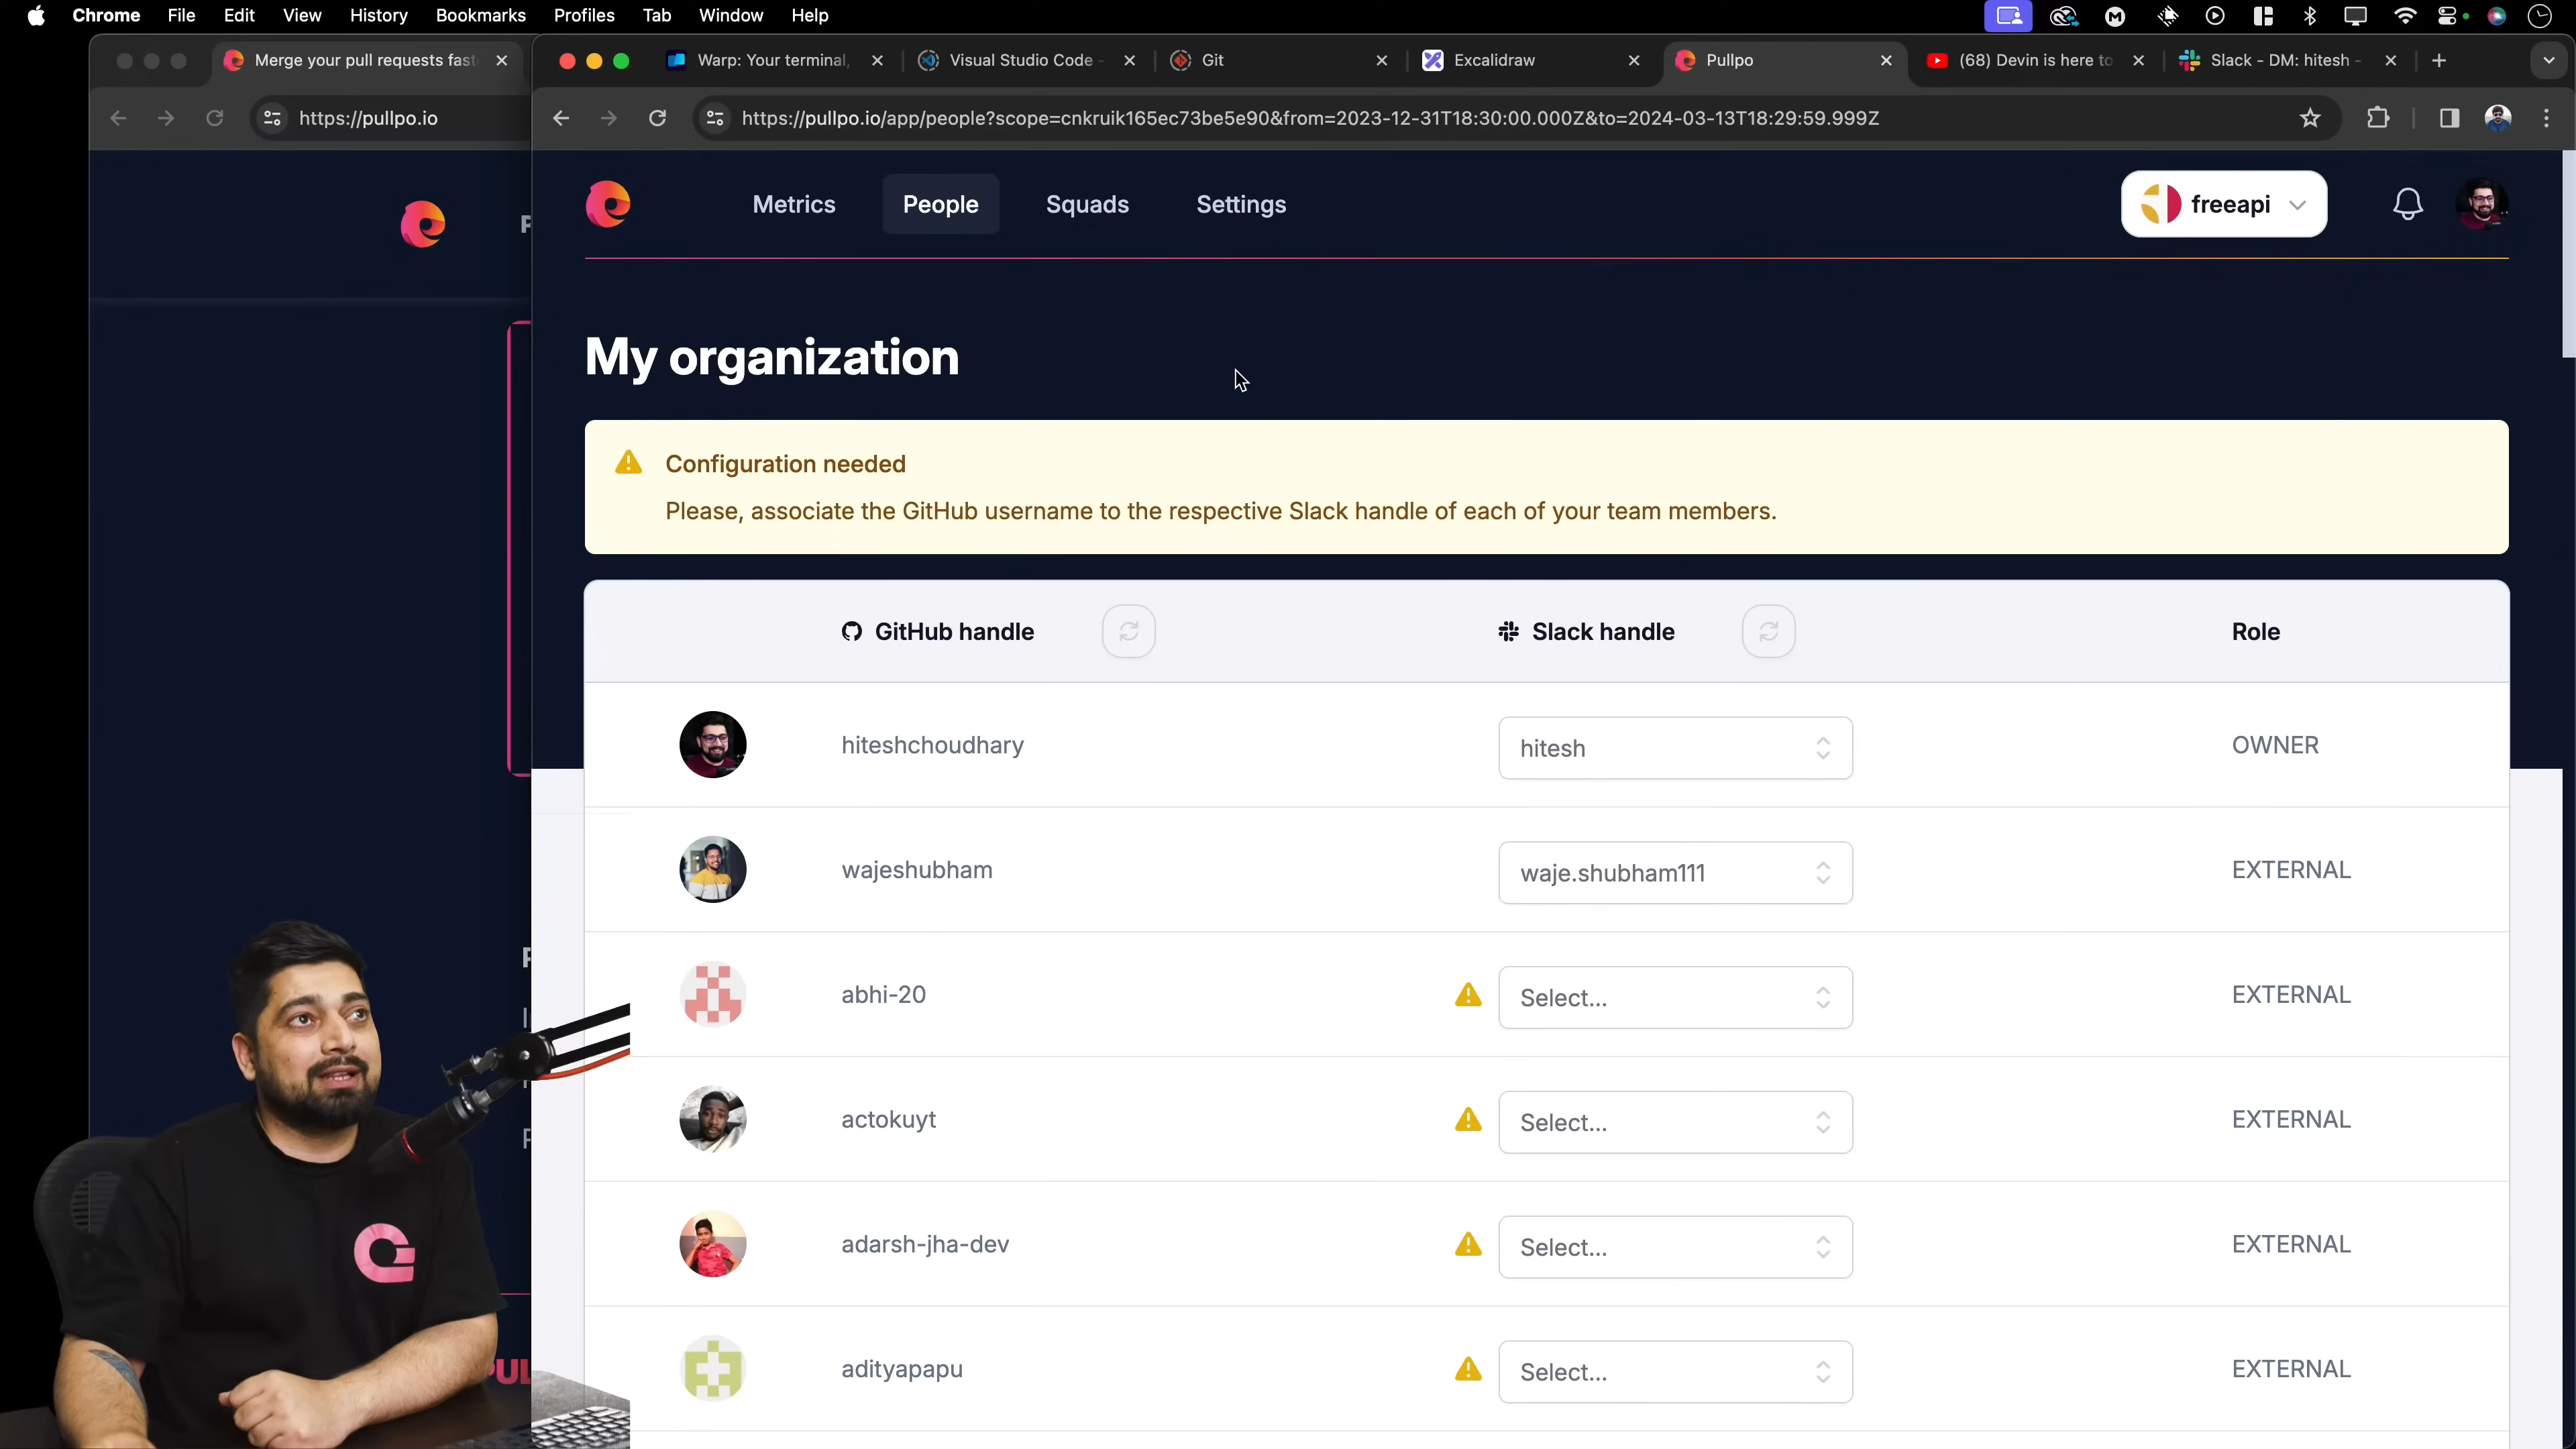 Chrome File Edit View History Bookmarks Profiles Tab Window Help
Merge your pull requests fast
Warp: Your terminal,
Visual Studio Code -
Git
Excalidraw
Pullpo
(68) Devin is here to
Slack - DM: hitesh -
https://pullpo.io
https://pullpo.io/app/people?scope=cnkruik165ec73be5e90&from=2023-12-31T18:30:00.000Z&to=2024-03-13T18:29:59.999Z
Metrics People Squads Settings
freeapi
My organization
Configuration needed
Please, associate the GitHub username to the respective Slack handle of each of your team members.
GitHub handle Slack handle Role
hiteshchoudhary hitesh OWNER
wajeshubham waje.shubham111 EXTERNAL
abhi-20 Select... EXTERNAL
actokuyt Select... EXTERNAL
adarsh-jha-dev Select... EXTERNAL
adityapapu Select... EXTERNAL